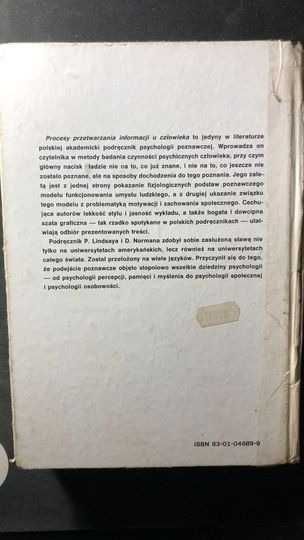 Procesy przetwarzania informacji u człowieka to jedyny w literaturze
polskiej akademicki podręcznik psychologii poznawczej. Wprowadza on
czytelnika w metody badania czynności psychicznych człowieka, przy czym
główny nacisk kładzie nie na to, co już znane, i nie na to, co jeszcze nie
zostało poznane, ale na sposoby dochodzenia do tego poznania. Jego zale-
tą jest z jednej strony pokazanie fizjologicznych podstaw poznawczego
modelu funkcjonowania umysłu ludzkiego, a z drugiej ukazanie związku
tego modelu z problematyką motywacji i zachowania społecznego. Cechu-
jąca autorów lekkość stylu i jasność wykładu, a także bogata i dowcipna
szata graficzna — tak rzadko spotykane w polskich podręcznikach — ułat-
wiają odbiór prezentowanych treści.
Podręcznik P. Lindsaya i D. Normana zdobył sobie zasłużoną sławę nie
tylko na uniwersytetach amerykańskich, lecz również na uniwersytetach
całego świata. Został przełożony na wiele języków. Przyczynił się do tego,
że podejście poznawcze objęło stopniowo wszelkie dziedziny psychologii
— od psychologii percepcji, pamięci i myślenia do psychologii społecznej
i psychologii osobowości.
ISBN 83-01-04689-9